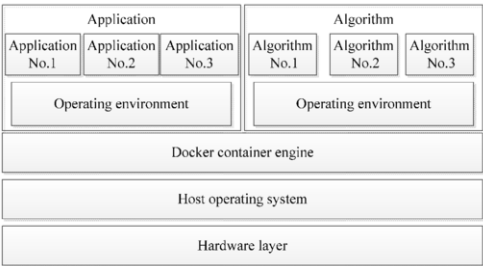 Application
Application No.1
Application No.2
Application No.3
Operating environment
Algorithm
Algorithm No.1
Algorithm No.2
Algorithm No.3
Operating environment
Docker container engine
Host operating system
Hardware layer